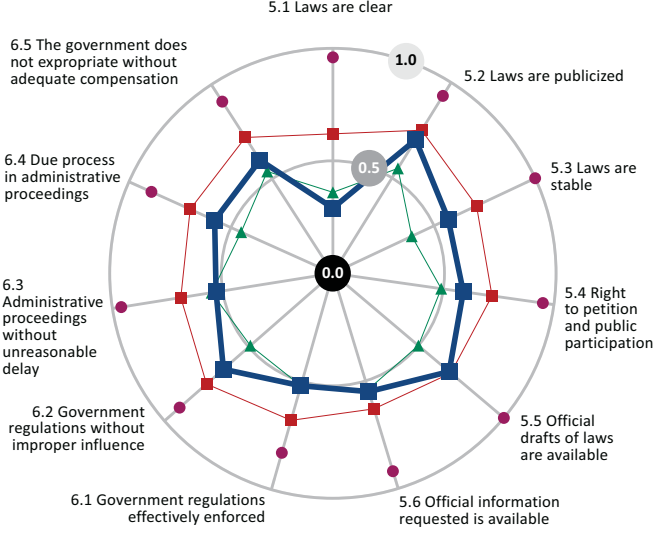 5.1 Laws are clear
1.0
5.2 Laws are publicized
5.3 Laws are
stable
5.4 Right
to petition
and public
participation
5.5 Official
drafts of laws
are available
5.6 Official information
requested is available
6.1 Government regulations
effectively enforced
6.2 Government
regulations without
improper influence
6.3
Administrative
proceedings
without
unreasonable
delay
6.4 Due process
in administrative
proceedings
6.5 The government does
not expropriate without
adequate compensation
0.5
0.0